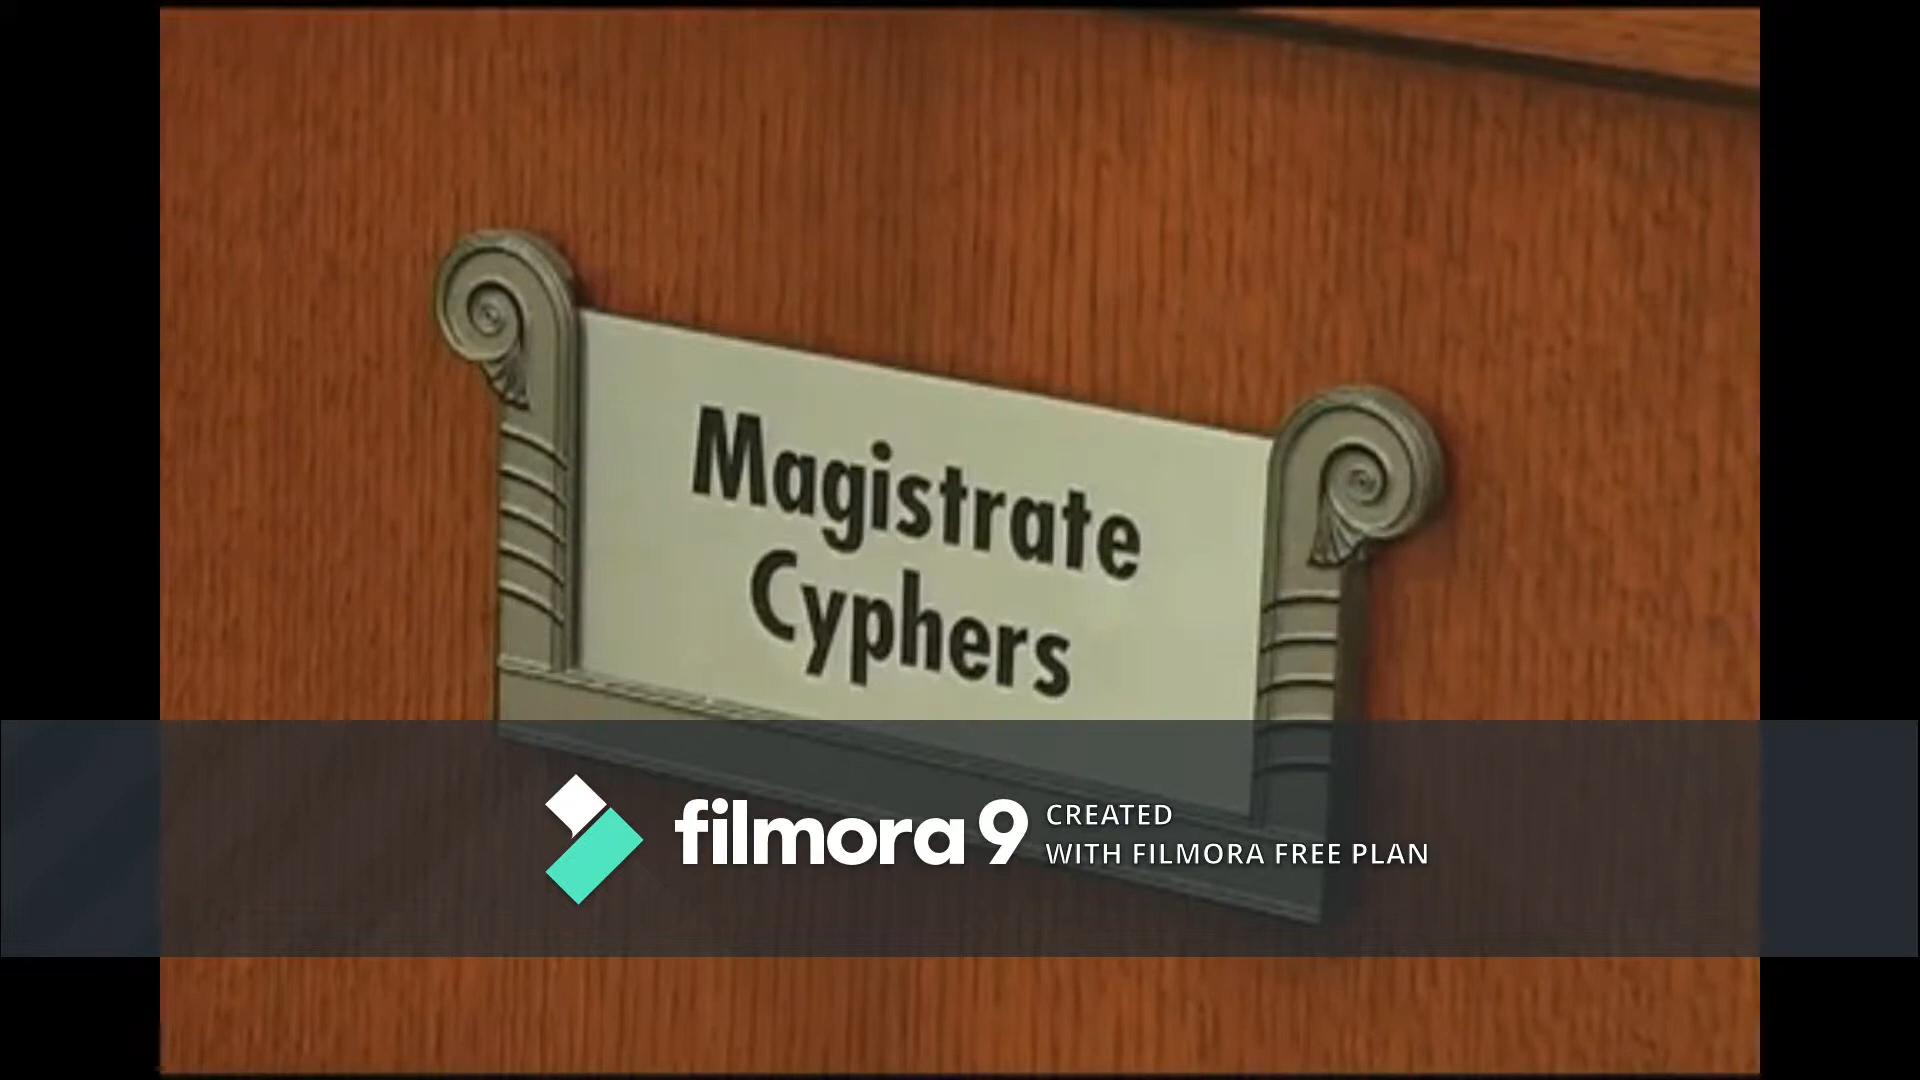 Magistrate
Cyphers
filmora 9
CREATED
WITH FILMORA FREE PLAN